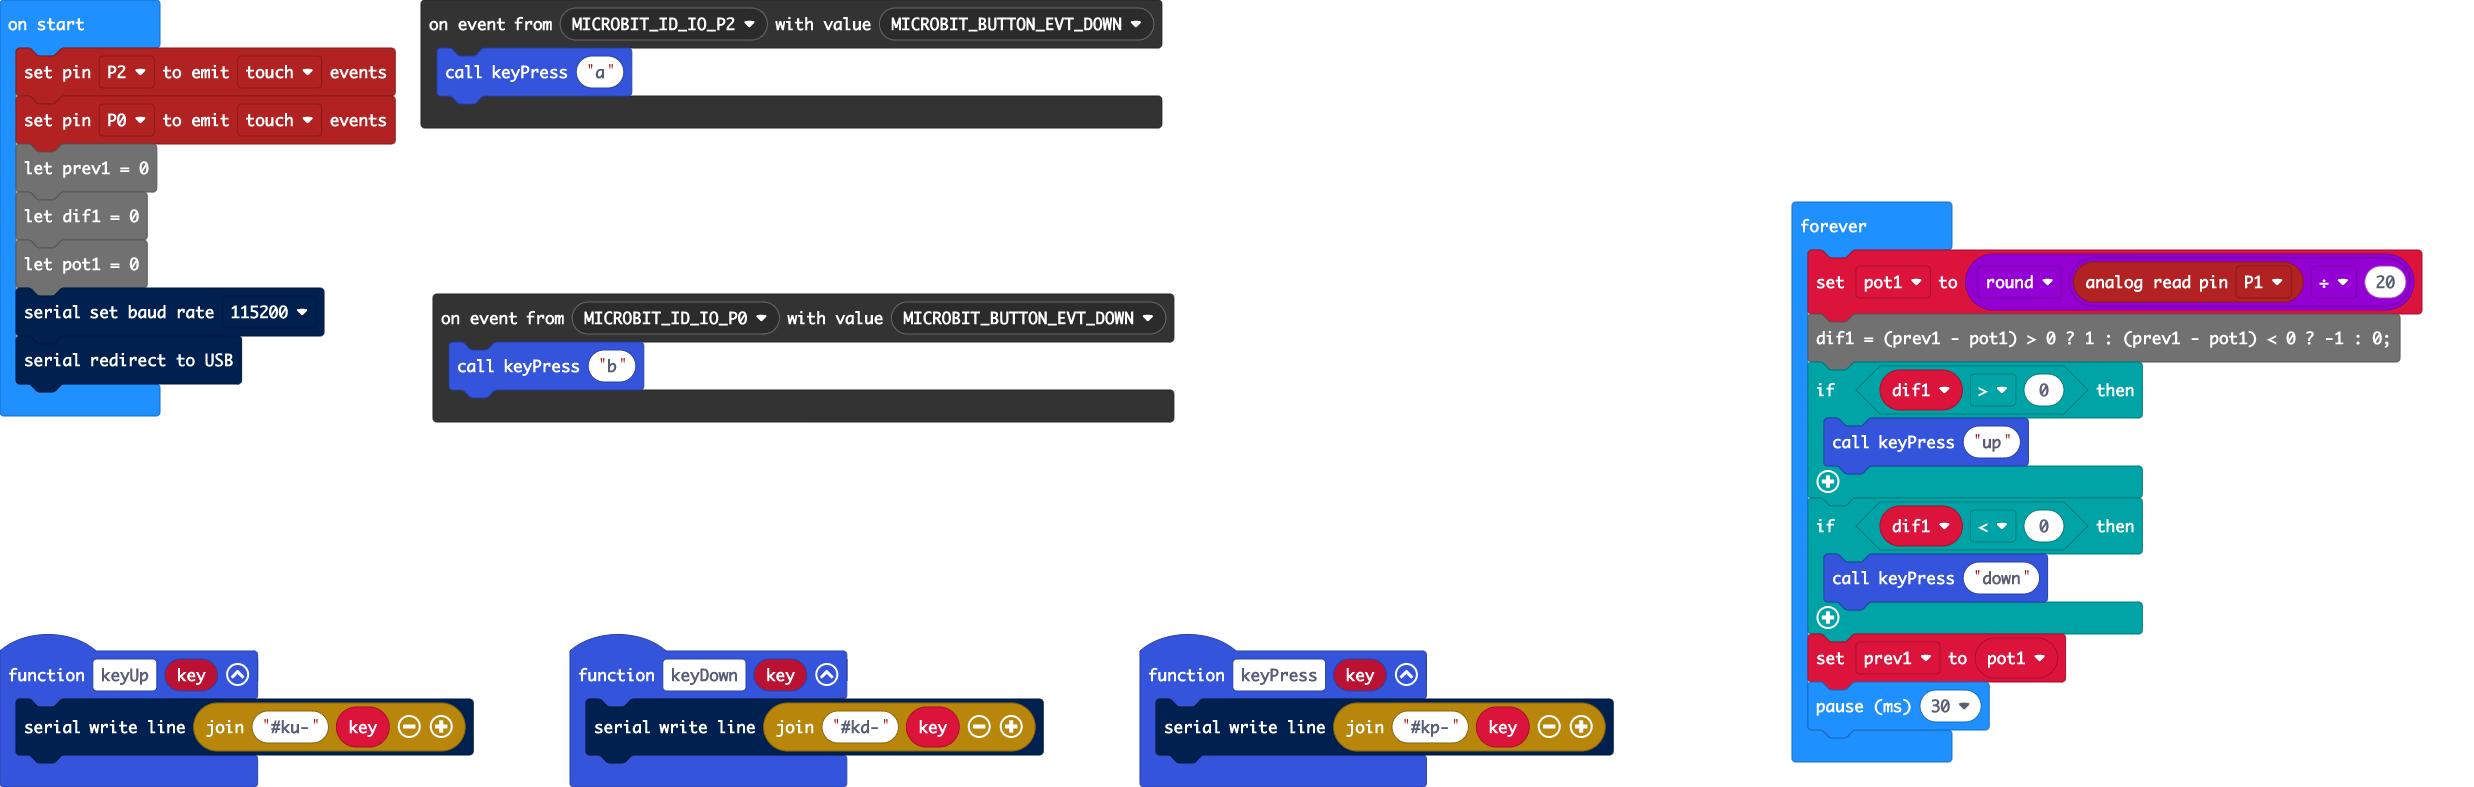 on start
set pin P2 to emit touch events
set pin P0 to emit touch events
let prev1 = 0
let dif1 = 0
let pot1 = 0
serial set baud rate 115200
serial redirect to USB
on event from MICROBIT_ID_IO_P2 with value MICROBIT_BUTTON_EVT_DOWN
call keyPress "a"
on event from MICROBIT_ID_IO_P0 with value MICROBIT_BUTTON_EVT_DOWN
call keyPress "b"
forever
set pot1 to round analog read pin P1 ÷ 20
dif1 = (prev1 - pot1) > 0 ? 1 : (prev1 - pot1) < 0 ? -1 : 0;
if dif1 > 0 then
call keyPress "up"
if dif1 < 0 then
call keyPress "down"
set prev1 to pot1
pause (ms) 30
function keyUp key
serial write line join "#ku-" key
function keyDown key
serial write line join "#kd-" key
function keyPress key
serial write line join "#kp-" key